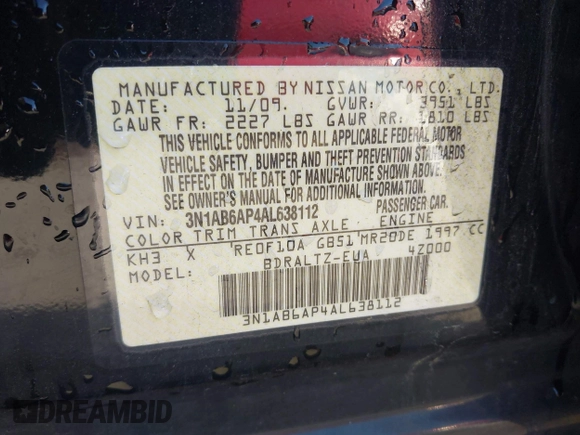 MANUFACTURED BY NISSAN MOTOR CO., LTD.
DATE: 11/09. GVWR: 3951 LBS
GAWR FR: 2227 LBS GAWR RR: 1810 LBS
THIS VEHICLE CONFORMS TO ALL APPLICABLE FEDERAL MOTOR
VEHICLE SAFETY, BUMPER AND THEFT PREVENTION STANDARDS
IN EFFECT ON THE DATE OF MANUFACTURE SHOWN ABOVE.
SEE OWNER'S MANUAL FOR ADDITIONAL INFORMATION
VIN: 3N1AB6AP4AL638112 PASSENGER CAR.
COLOR TRIM TRANS AXLE ENGINE
KH3 X RE0F10A GB51 MR20DE 1997 CC
MODEL: BDRALTZ-EUA 4Z000
3N1AB6AP4AL638112
DREAMBID